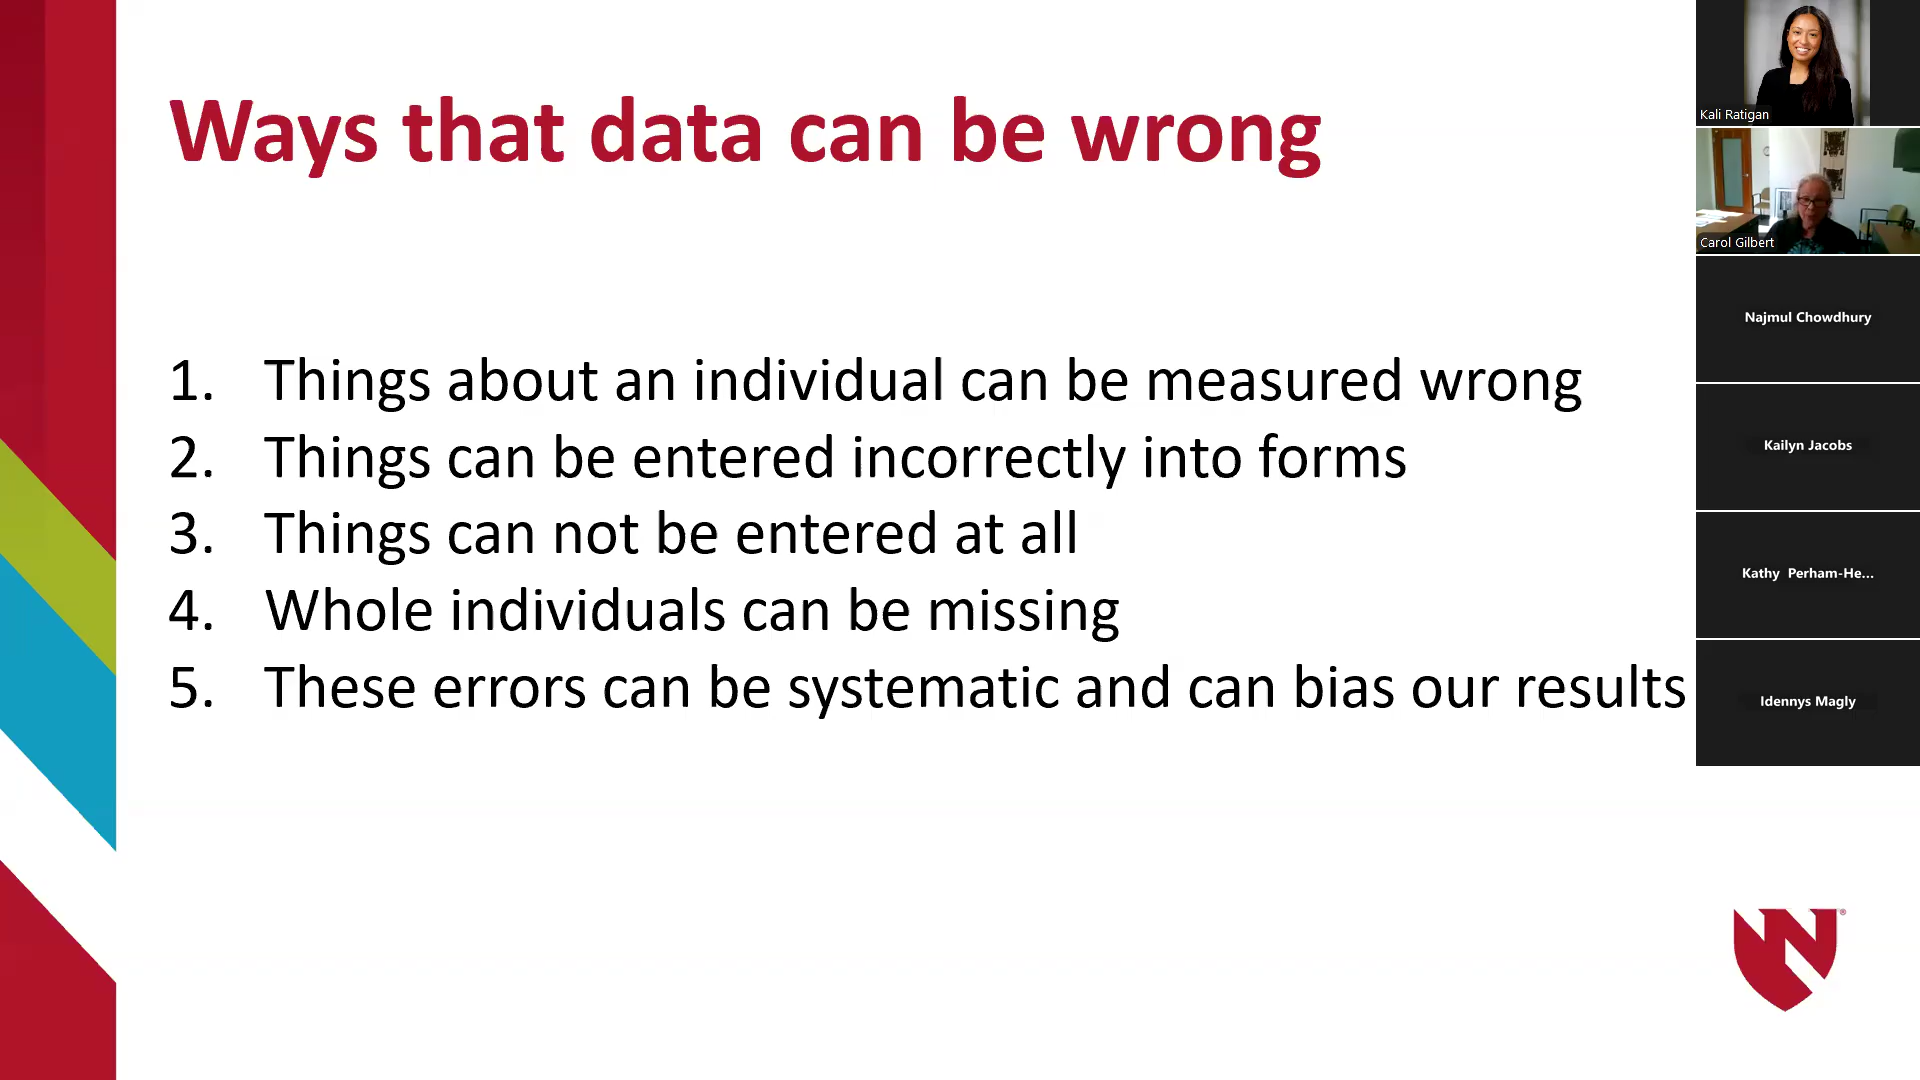 Ways that data can be wrong
1. Things about an individual can be measured wrong
2. Things can be entered incorrectly into forms
3. Things can not be entered at all
4. Whole individuals can be missing
5. These errors can be systematic and can bias our results
Kali Ratigan
Carol Gilbert
Najmul Chowdhury
Kailyn Jacobs
Kathy Perham-He...
Idennys Magly
N
®